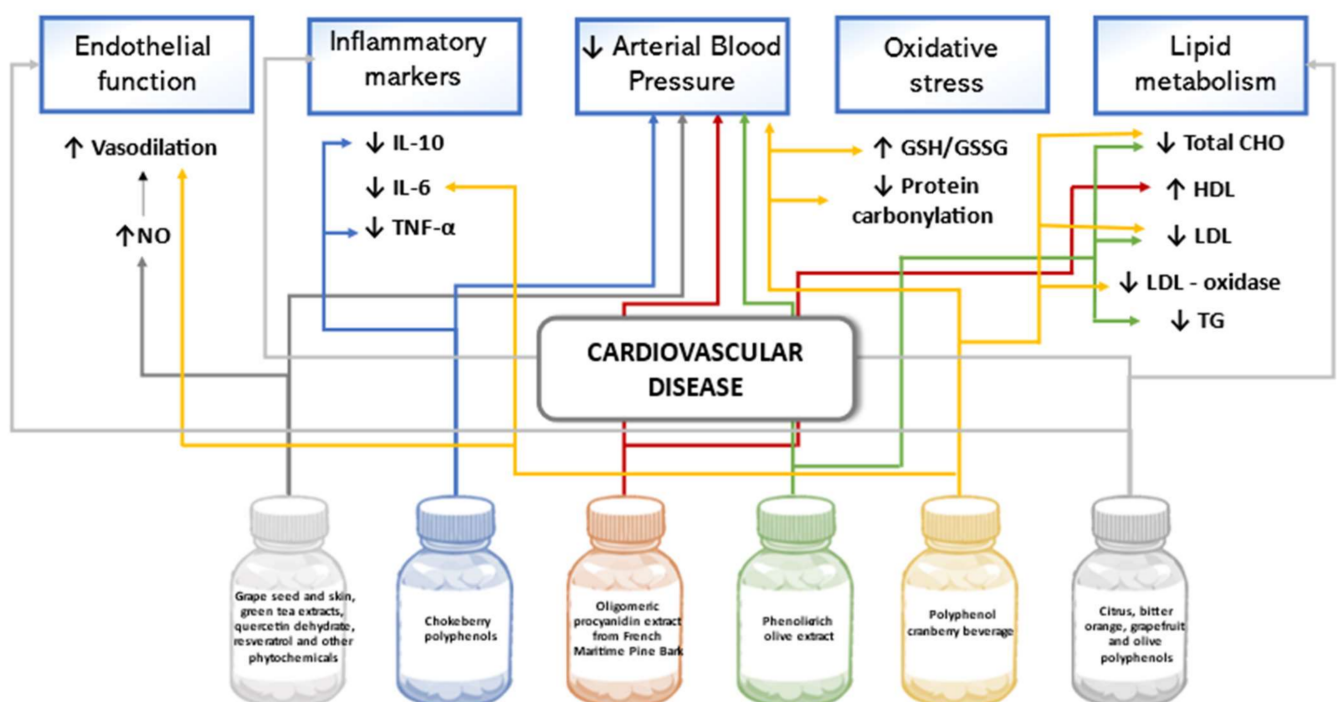 Endothelial
function
Inflammatory
markers
↓ Arterial Blood
Pressure
Oxidative
stress
Lipid
metabolism
↑ Vasodilation
↑NO
↓ IL-10
↓ IL-6
↓ TNF-α
↑ GSH/GSSG
↓ Protein
carbonylation
↓ Total CHO
↑ HDL
↓ LDL
↓ LDL - oxidase
↓ TG
CARDIOVASCULAR
DISEASE
Grape seed and skin,
green tea extracts,
quercetin dehydrate,
resveratrol and other
phytochemicals
Chokeberry
polyphenols
Oligomeric
procyanidin extract
from French
Maritime Pine Bark
Phenolic-rich
olive extract
Polyphenol
cranberry beverage
Citrus, bitter
orange, grapefruit
and olive
polyphenols